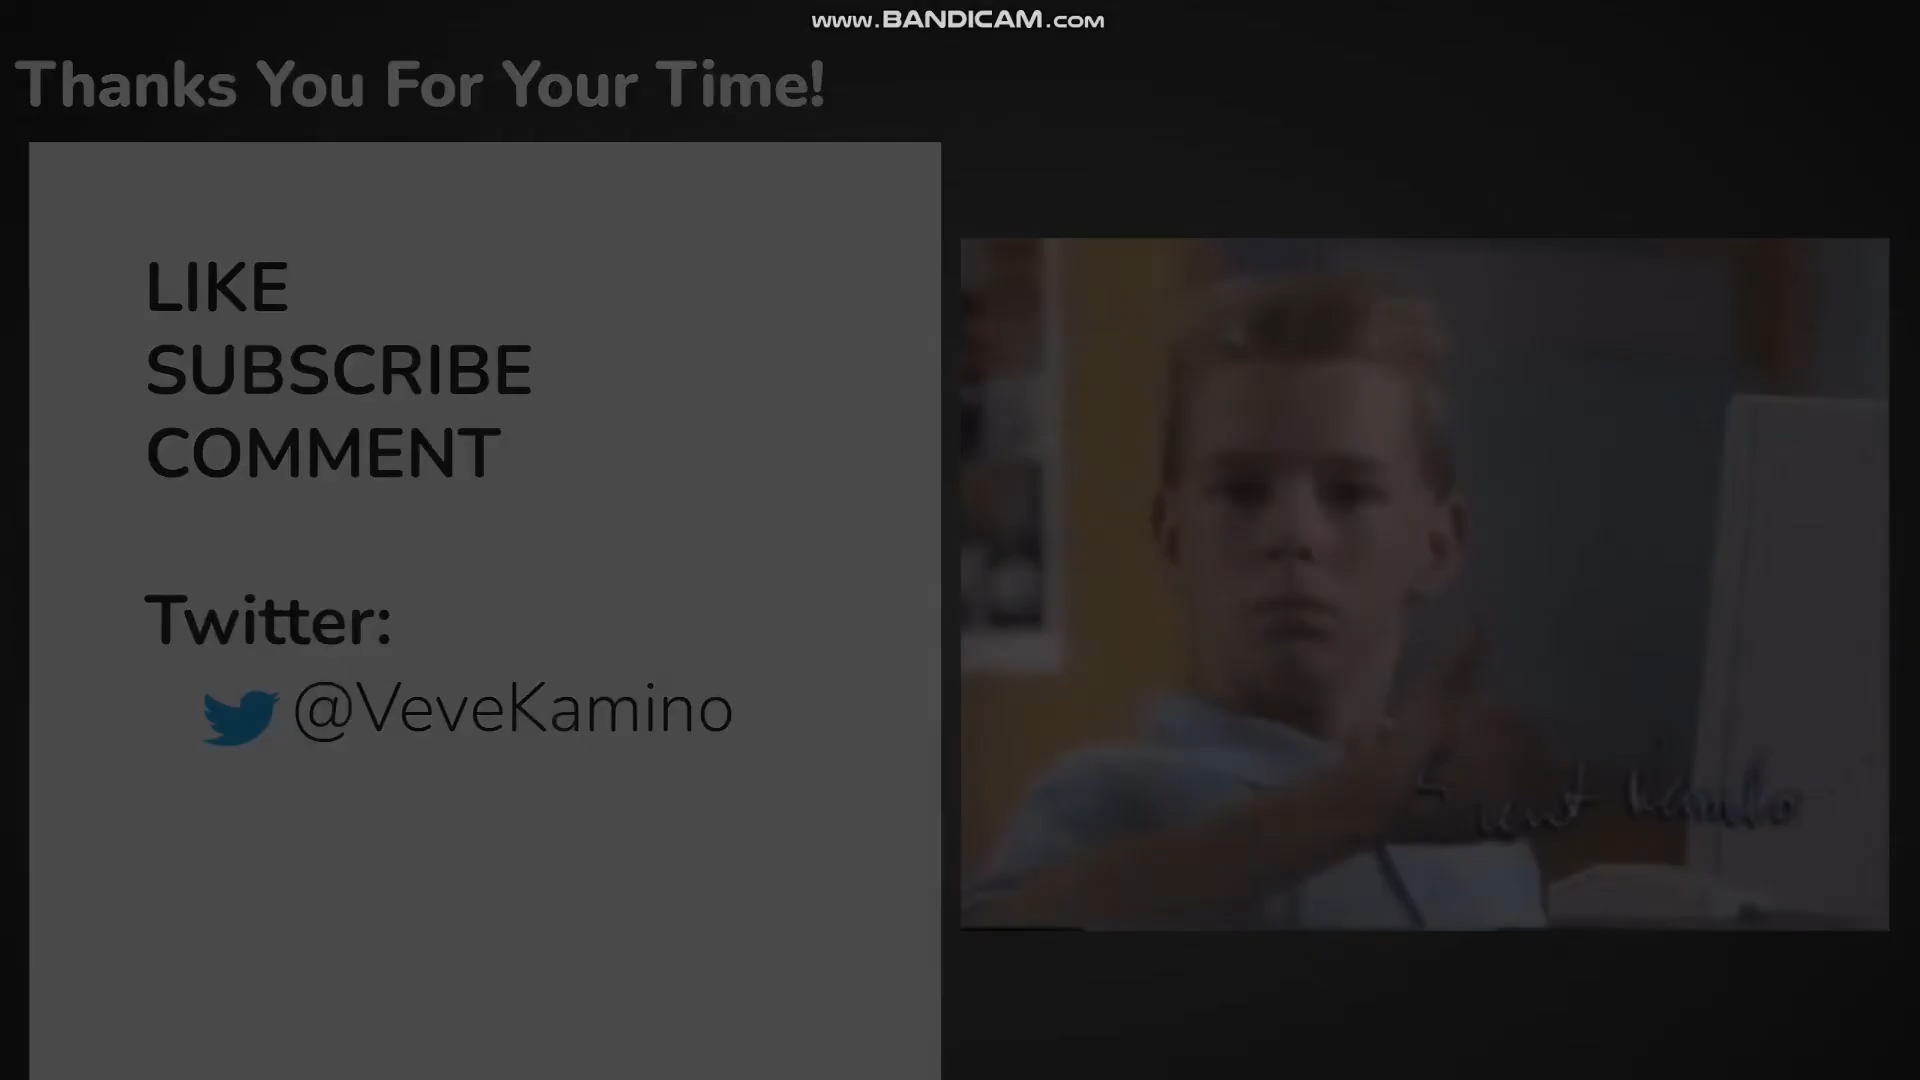 www.BANDICAM.com
Thanks You For Your Time!
LIKE
SUBSCRIBE
COMMENT
Twitter:
@VeveKamino